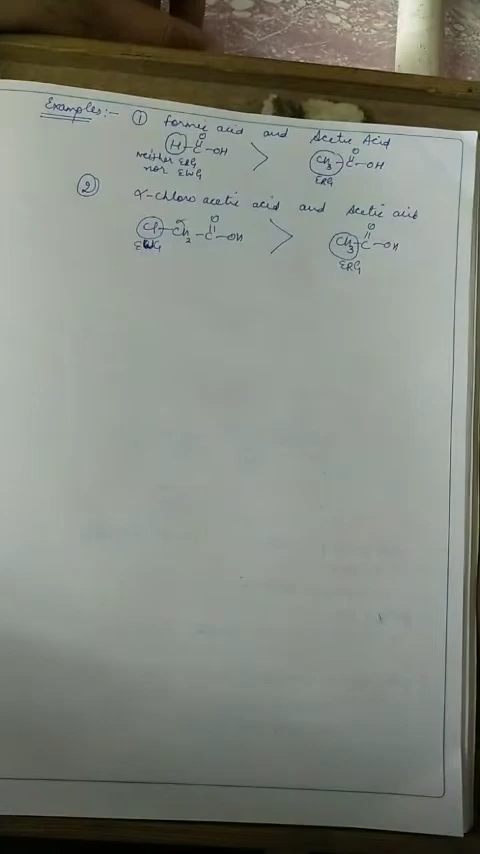 Examples:- ① Formic acid and Acetic Acid
H-C-OH > CH3-C-OH
O O
neither ERG
nor EWG
ERG
② α-chloro acetic acid and Acetic acid
Cl-CH2-C-OH > CH3-C-OH
α O O
EWG ERG